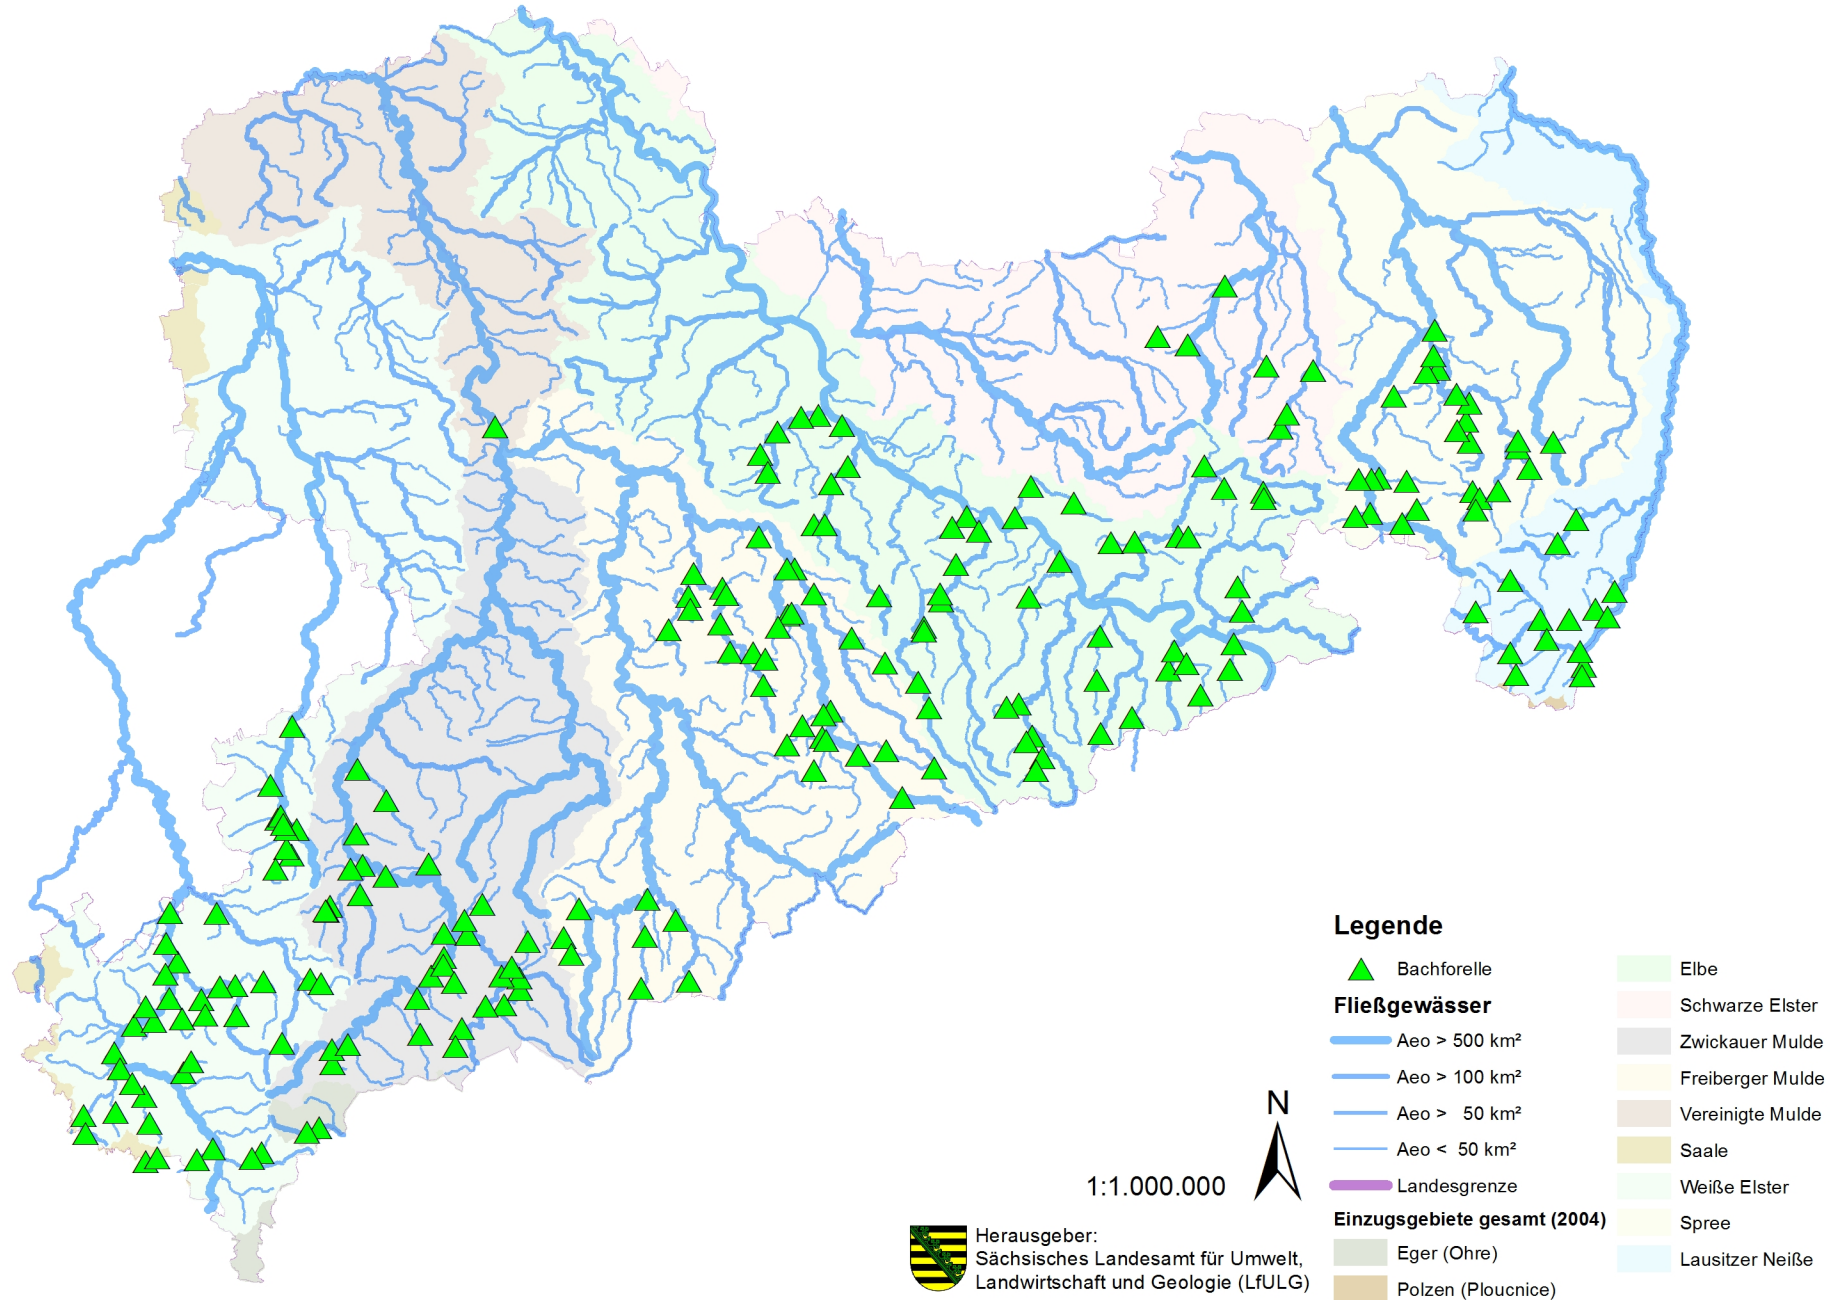 Legende
Bachforelle
Fließgewässer
Aeo > 500 km²
Aeo > 100 km²
Aeo > 50 km²
Aeo < 50 km²
Landesgrenze
Einzugsgebiete gesamt (2004)
Eger (Ohre)
Polzen (Ploucnice)
Elbe
Schwarze Elster
Zwickauer Mulde
Freiberger Mulde
Vereinigte Mulde
Saale
Weiße Elster
Spree
Lausitzer Neiße
N
1:1.000.000
Herausgeber:
Sächsisches Landesamt für Umwelt,
Landwirtschaft und Geologie (LfULG)